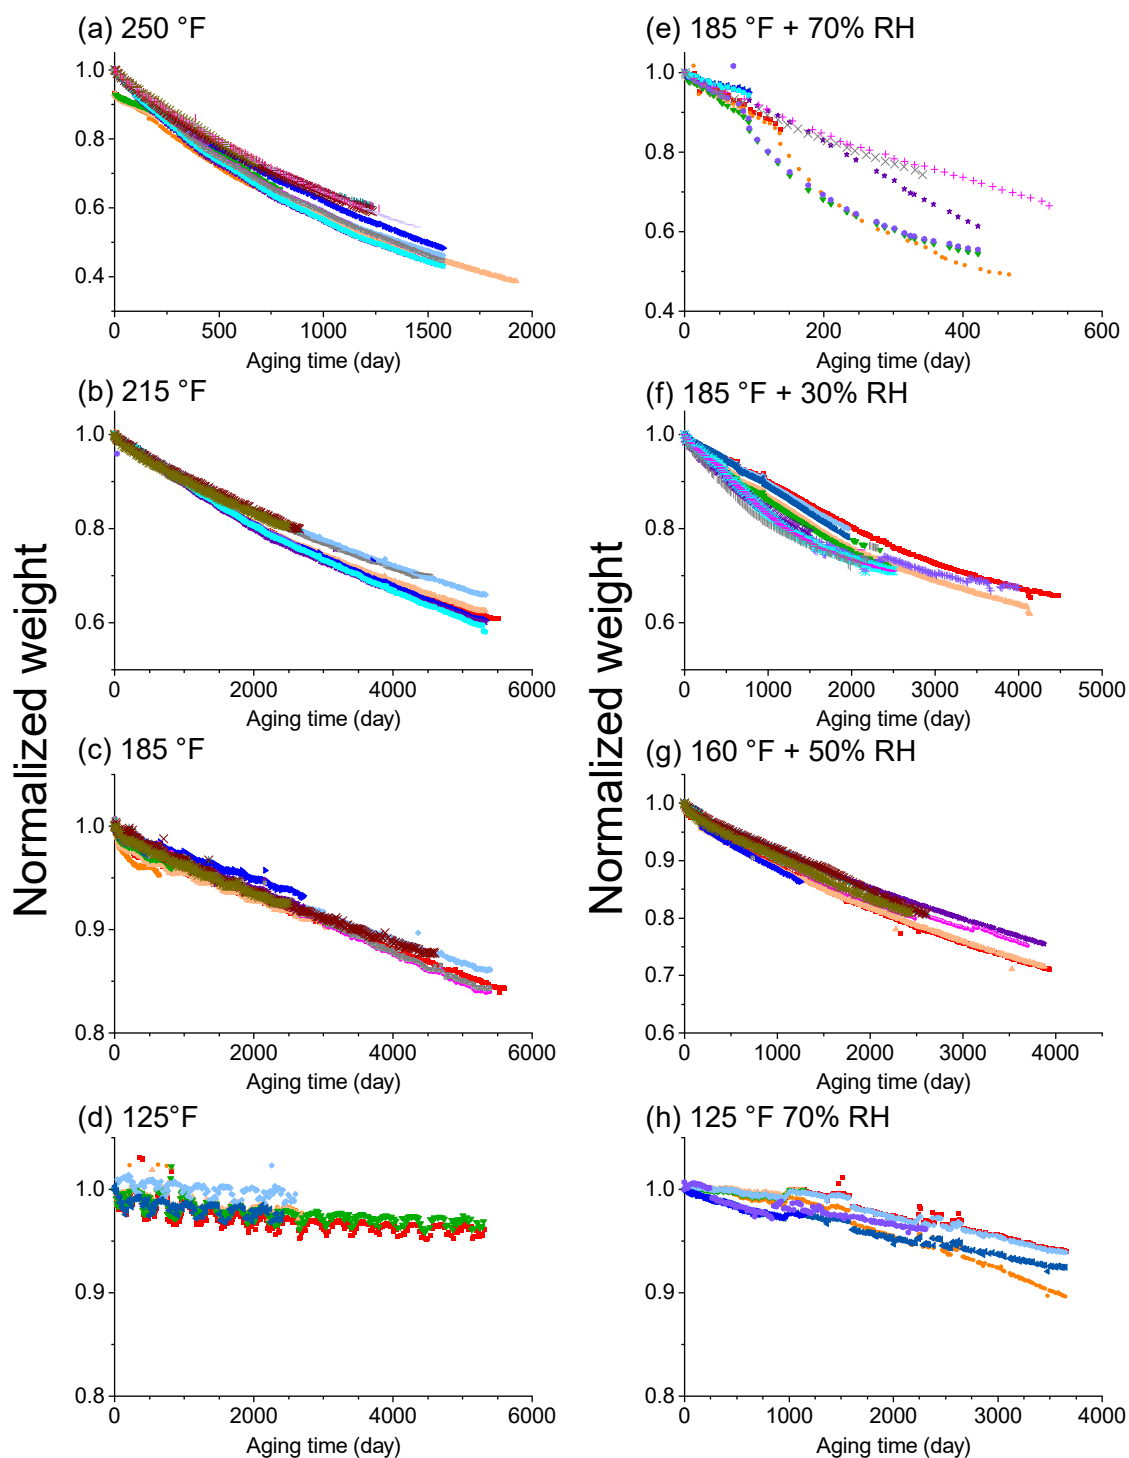 Normalized weight
(a) 250 °F
1.0
0.8
0.6
0.4
0 500 1000 1500 2000
Aging time (day)
(b) 215 °F
1.0
0.8
0.6
0 2000 4000 6000
Aging time (day)
(c) 185 °F
1.0
0.9
0.8
0 2000 4000 6000
Aging time (day)
(d) 125°F
1.0
0.9
0.8
0 2000 4000 6000
Aging time (day)
Normalized weight
(e) 185 °F + 70% RH
1.0
0.8
0.6
0.4
0 200 400 600
Aging time (day)
(f) 185 °F + 30% RH
1.0
0.8
0.6
0 1000 2000 3000 4000 5000
Aging time (day)
(g) 160 °F + 50% RH
1.0
0.9
0.8
0.7
0.6
0 1000 2000 3000 4000
Aging time (day)
(h) 125 °F 70% RH
1.0
0.9
0.8
0 1000 2000 3000 4000
Aging time (day)